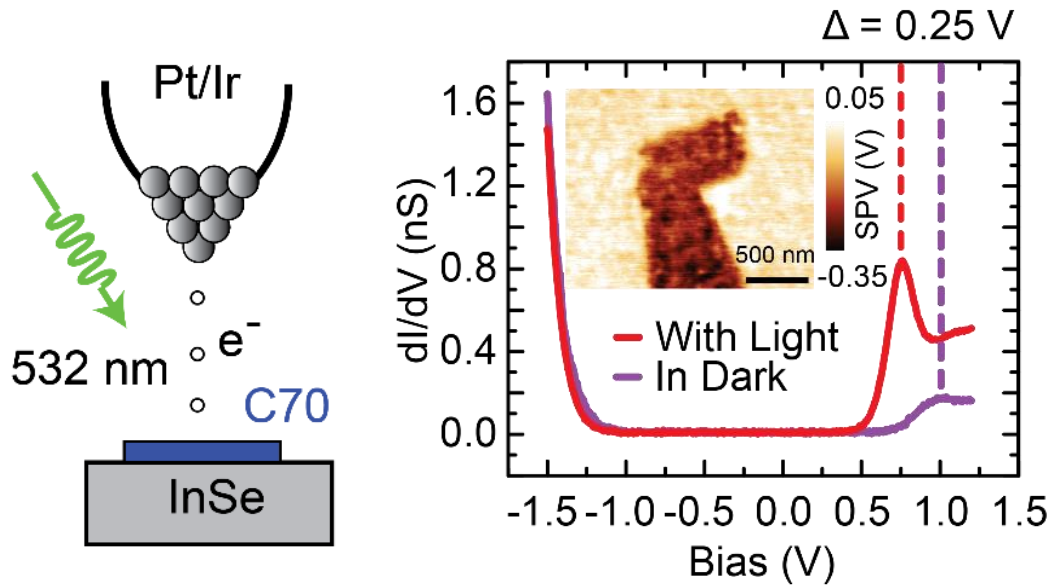 Pt/Ir
532 nm
e⁻
C70
InSe
Δ = 0.25 V
dI/dV (nS)
1.6
1.2
0.8
0.4
0.0
0.05
SPV (V)
-0.35
500 nm
With Light
In Dark
-1.5 -1.0 -0.5 0.0 0.5 1.0 1.5
Bias (V)